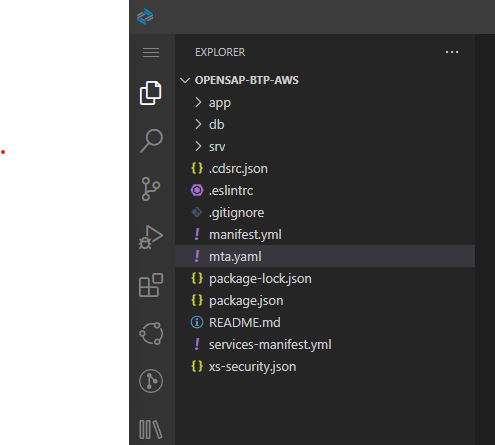 EXPLORER
OPENSAP-BTP-AWS
app
db
srv
.cdsrc.json
.eslintrc
.gitignore
manifest.yml
mta.yaml
package-lock.json
package.json
README.md
services-manifest.yml
xs-security.json